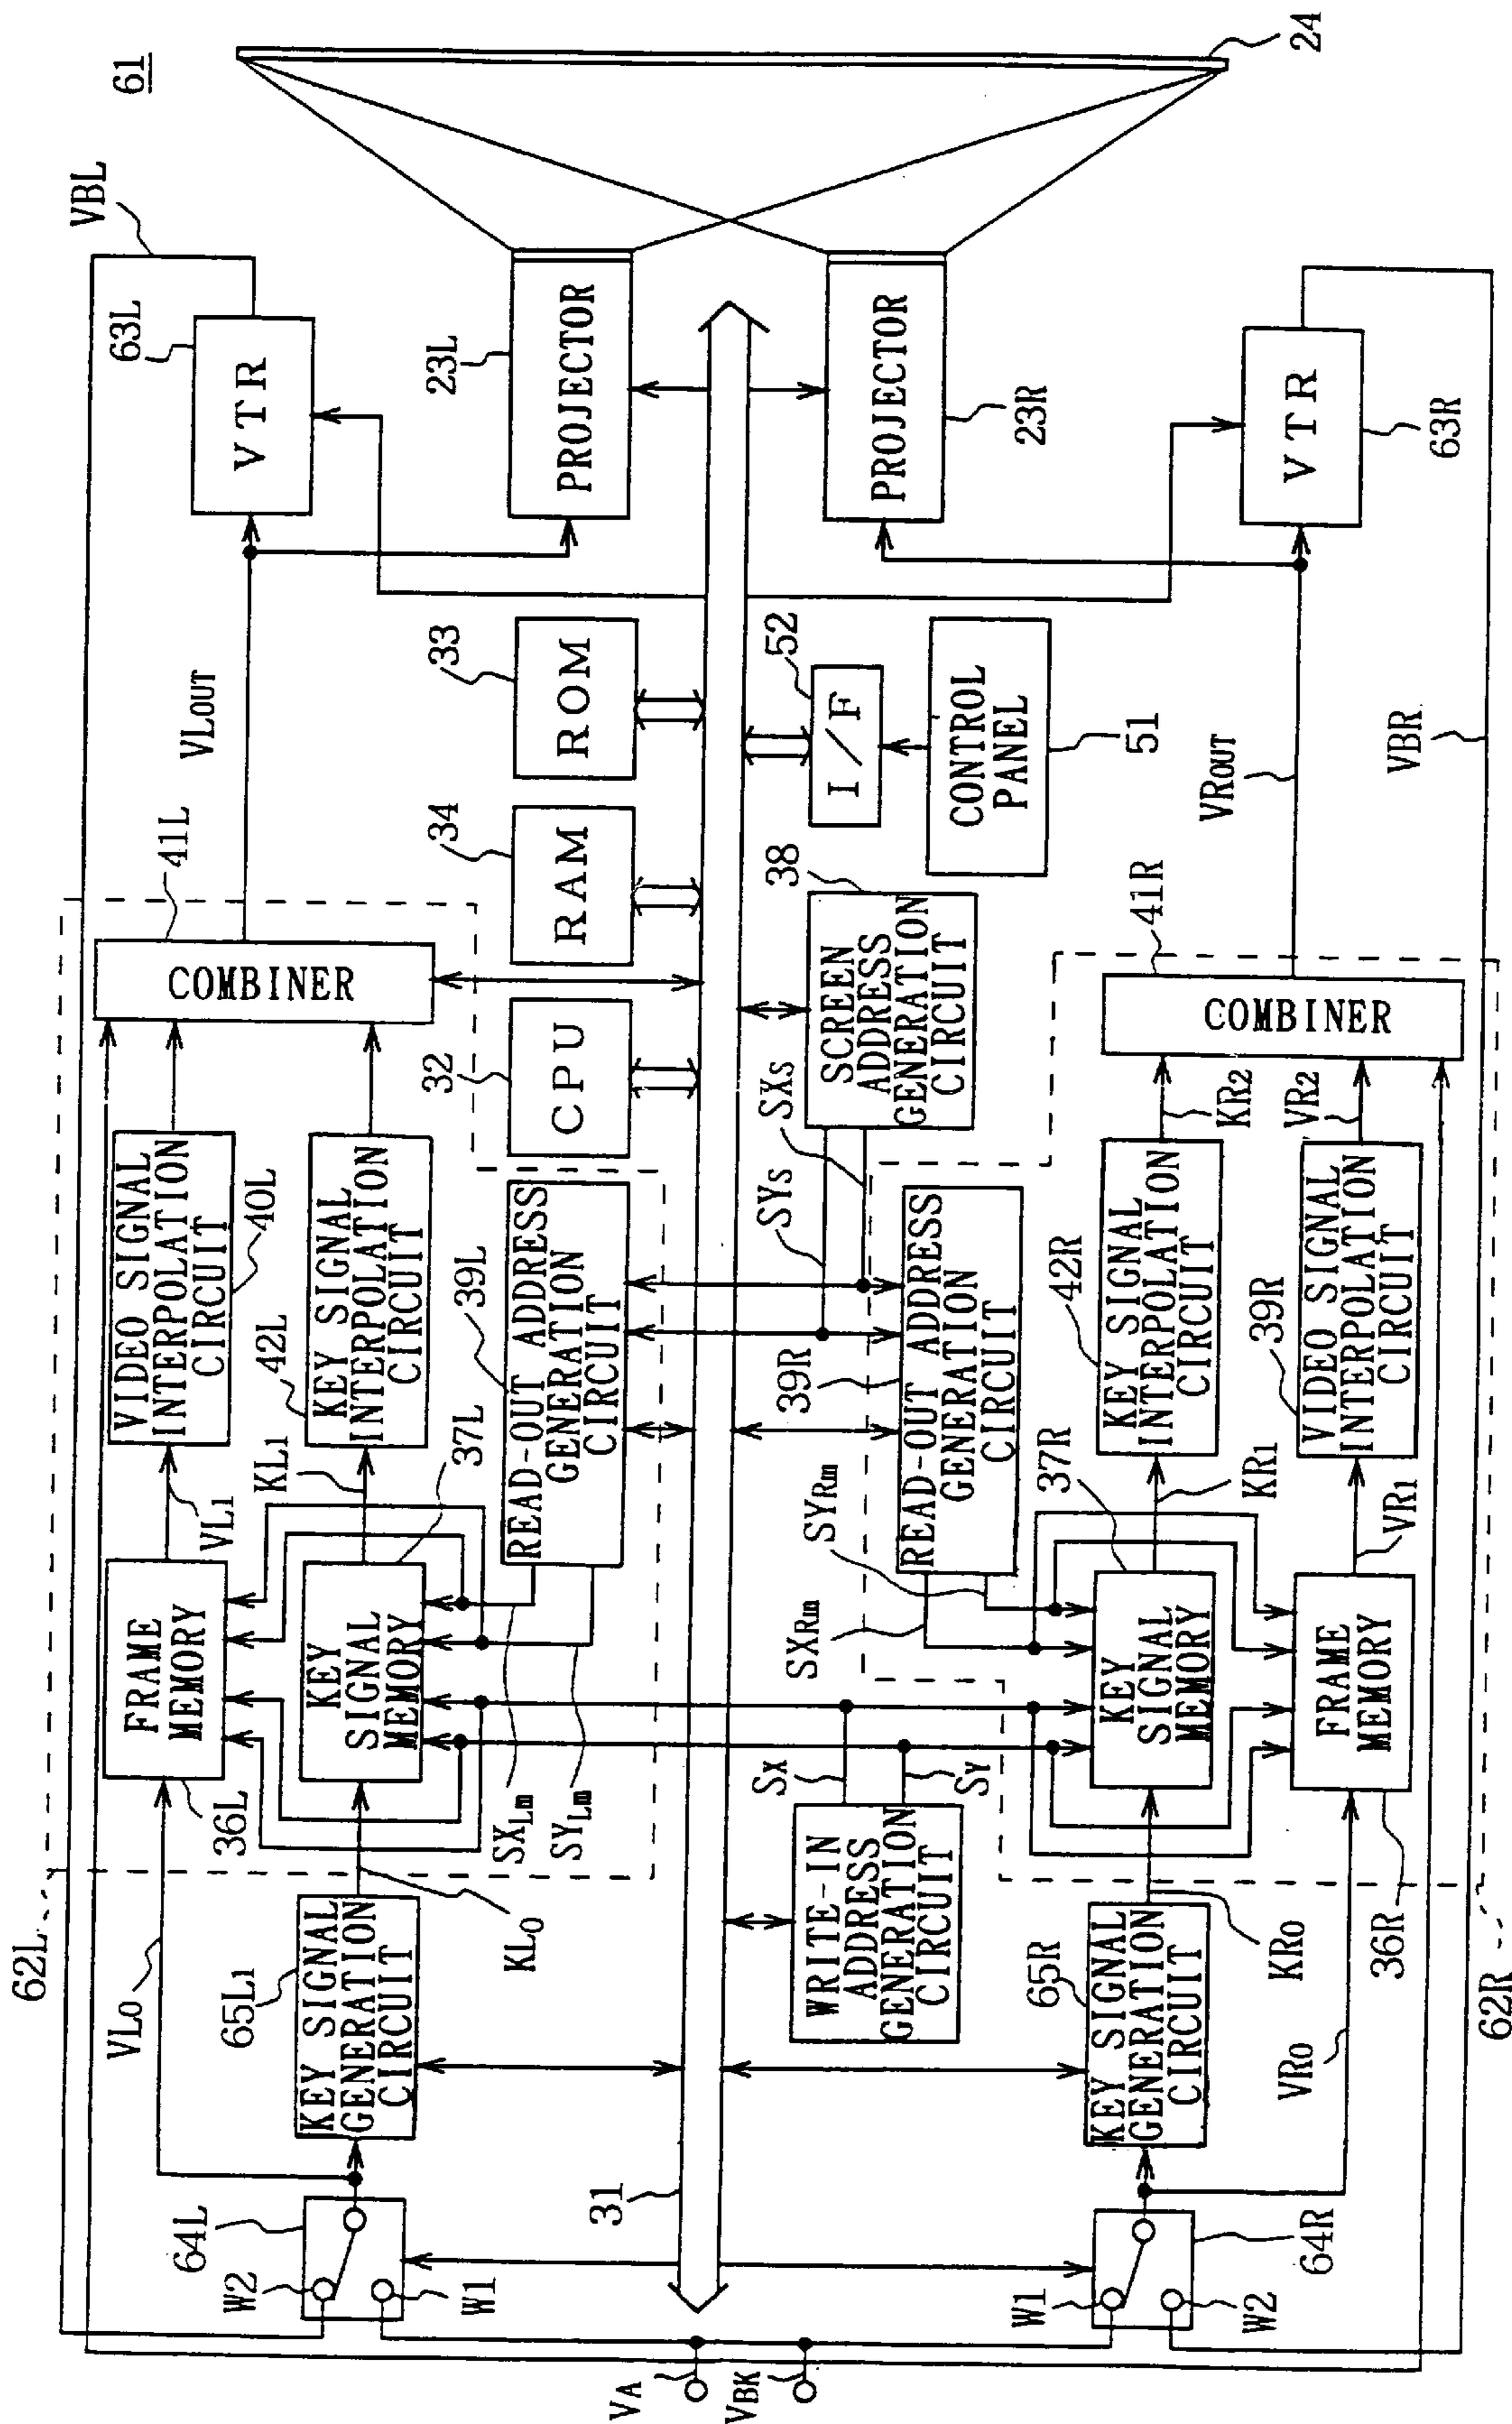 61
62L
VL0
36L
FRAME
MEMORY
VL1
VIDEO SIGNAL
INTERPOLATION
CIRCUIT
40L
COMBINER
41L
VLOUT
63L
VTR
VBL
64L
W2
W1
65L1
KEY SIGNAL
GENERATION
CIRCUIT
KL0
KEY
SIGNAL
MEMORY
37L
KL1
42L
KEY SIGNAL
INTERPOLATION
CIRCUIT
SXLm
SYLm
READ-OUT ADDRESS
GENERATION
CIRCUIT
39L
32
CPU
34
RAM
33
ROM
23L
PROJECTOR
24
31
VA
VBK
WRITE-IN
ADDRESS
GENERATION
CIRCUIT
SX
SY
SYS
SXS
SCREEN
ADDRESS
GENERATION
CIRCUIT
38
I/F
52
CONTROL
PANEL
51
PROJECTOR
23R
39R
READ-OUT ADDRESS
GENERATION
CIRCUIT
SXRm
SYRm
W1
W2
64R
65R
KEY SIGNAL
GENERATION
CIRCUIT
KR0
KEY
SIGNAL
MEMORY
37R
KR1
42R
KEY SIGNAL
INTERPOLATION
CIRCUIT
KR2
COMBINER
41R
VROUT
VTR
63R
VR0
36R
FRAME
MEMORY
VR1
39R
VIDEO SIGNAL
INTERPOLATION
CIRCUIT
VR2
VBR
62R